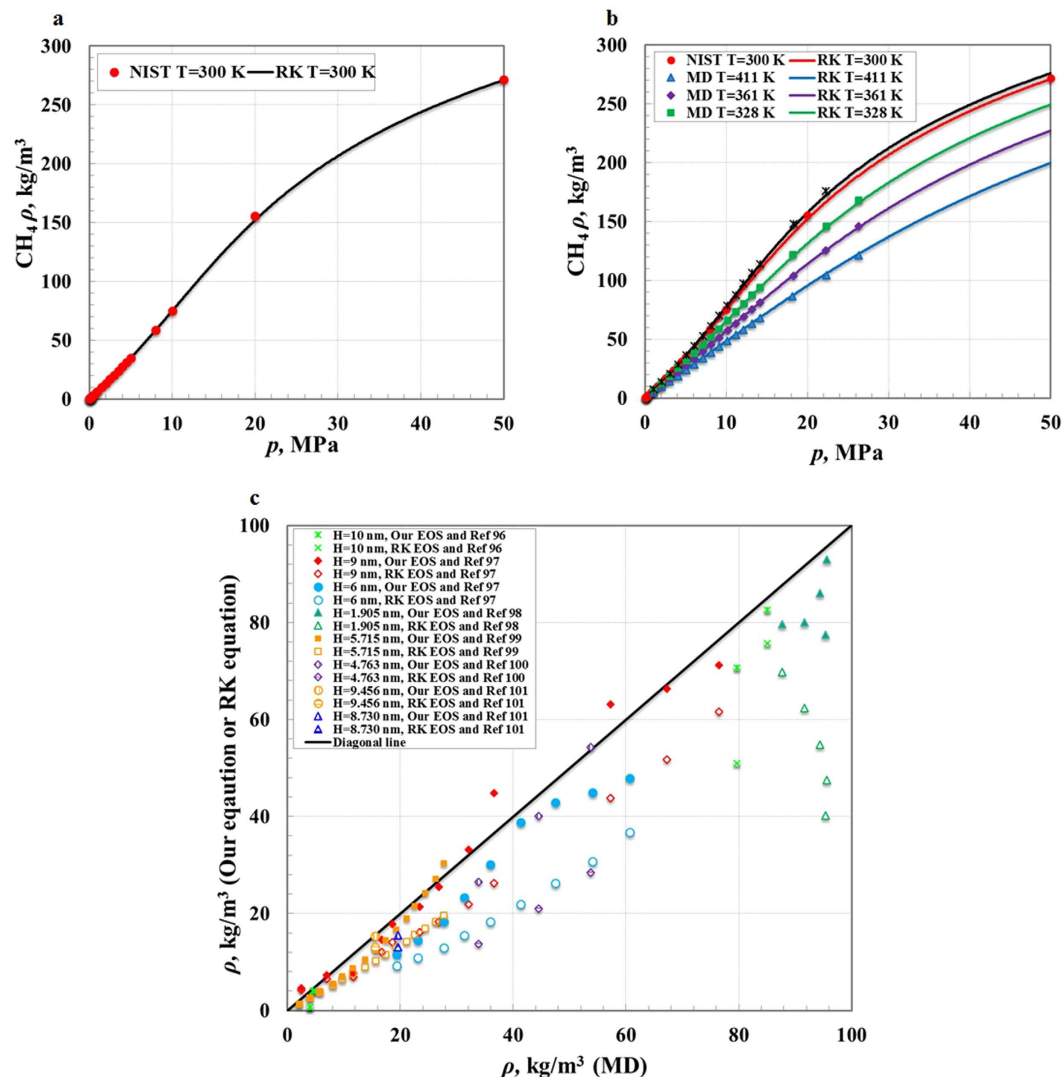 a
300
250
200
150
100
50
0
CH4 ρ, kg/m3
NIST T=300 K RK T=300 K
0 10 20 30 40 50
p, MPa
b
300
250
200
150
100
50
0
CH4 ρ, kg/m3
NIST T=300 K RK T=300 K
MD T=411 K RK T=411 K
MD T=361 K RK T=361 K
MD T=328 K RK T=328 K
0 10 20 30 40 50
p, MPa
c
100
80
60
40
20
0
ρ, kg/m3 (Our eqaution or RK equation)
H=10 nm, Our EOS and Ref 96
H=10 nm, RK EOS and Ref 96
H=9 nm, Our EOS and Ref 97
H=9 nm, RK EOS and Ref 97
H=6 nm, Our EOS and Ref 97
H=6 nm, RK EOS and Ref 97
H=1.905 nm, Our EOS and Ref 98
H=1.905 nm, RK EOS and Ref 98
H=5.715 nm, Our EOS and Ref 99
H=5.715 nm, RK EOS and Ref 99
H=4.763 nm, Our EOS and Ref 100
H=4.763 nm, RK EOS and Ref 100
H=9.456 nm, Our EOS and Ref 101
H=9.456 nm, RK EOS and Ref 101
H=8.730 nm, Our EOS and Ref 101
H=8.730 nm, RK EOS and Ref 101
Diagonal line
0 20 40 60 80 100
ρ, kg/m3 (MD)